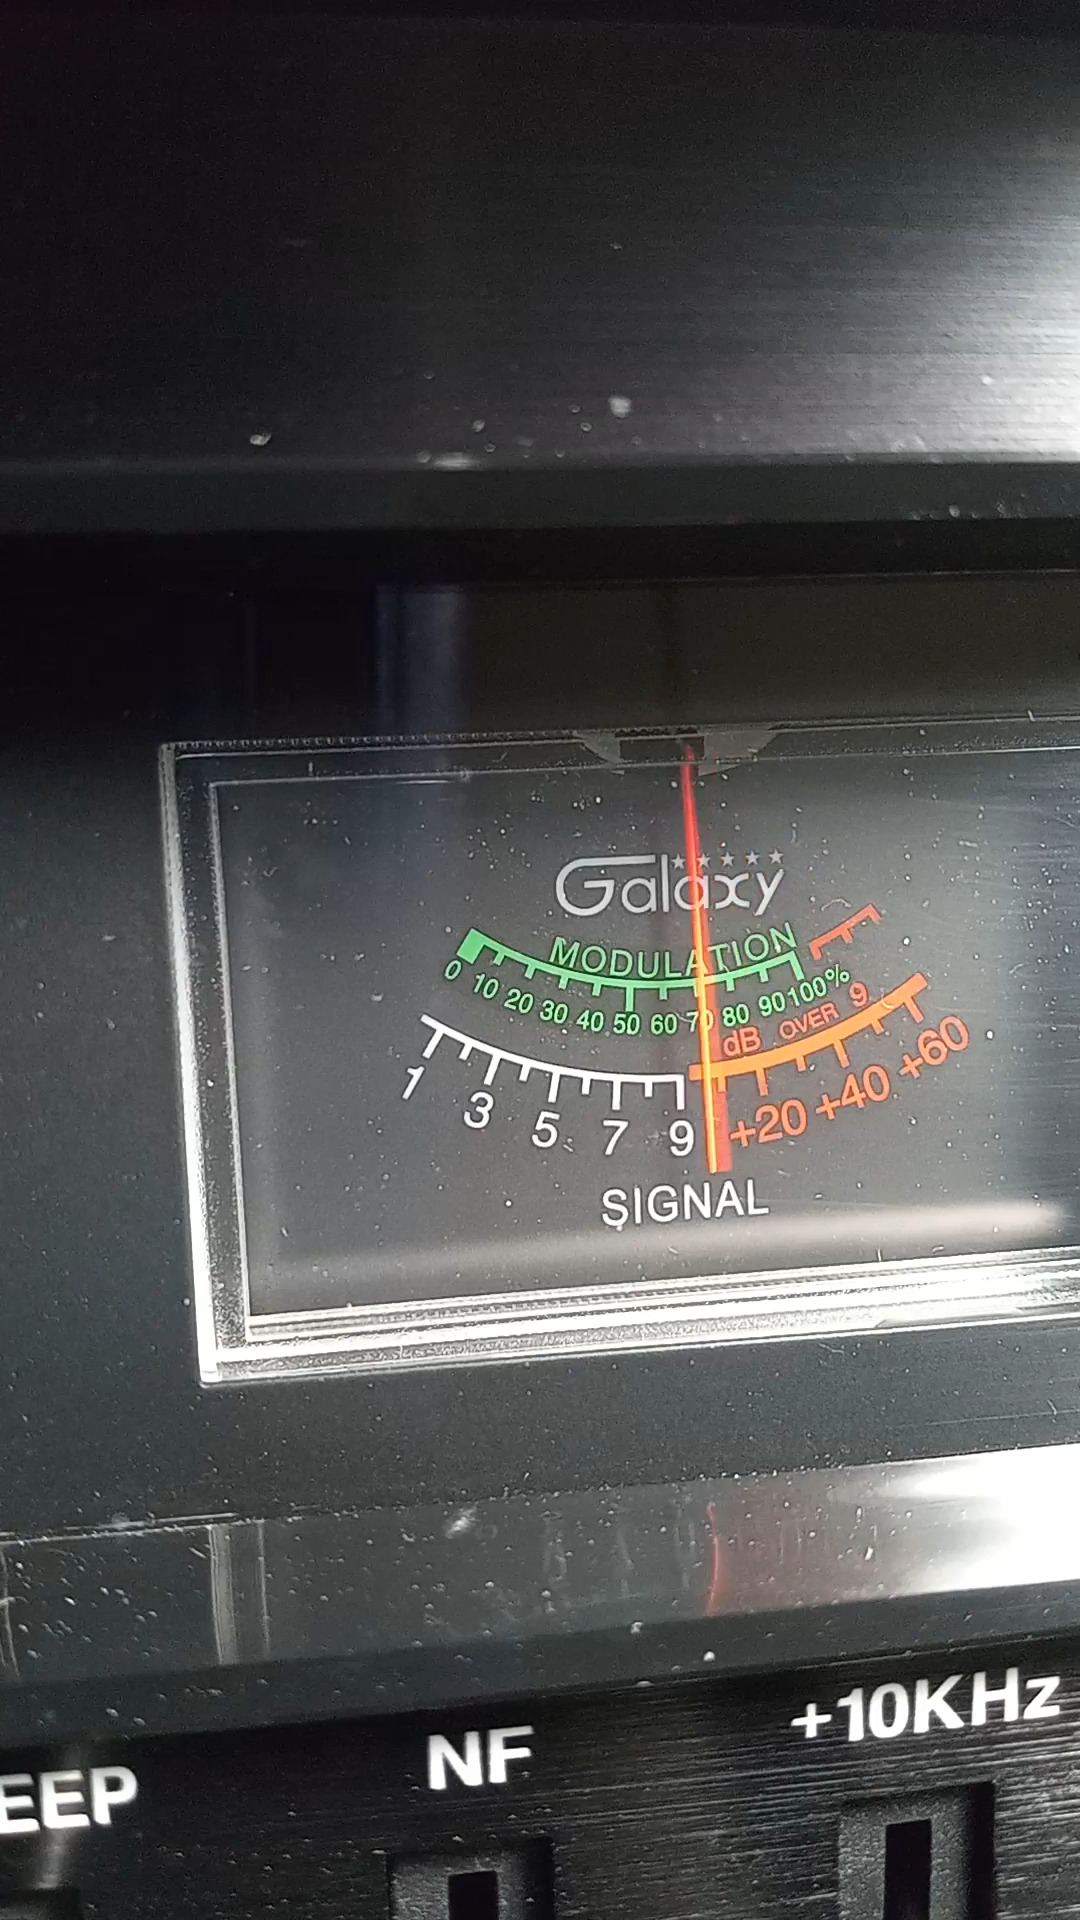 Galaxy
MODULATION
0 10 20 30 40 50 60 70 80 90 100%
dB OVER 9
1 3 5 7 9 +20 +40 +60
SIGNAL
EEP NF +10KHz